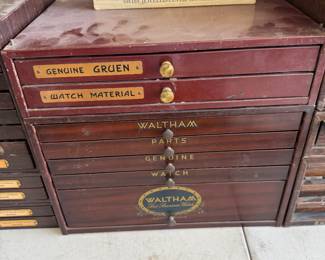 GENUINE GRUEN
WATCH MATERIAL
WALTHAM
PARTS
GENUINE
WATCH
WALTHAM